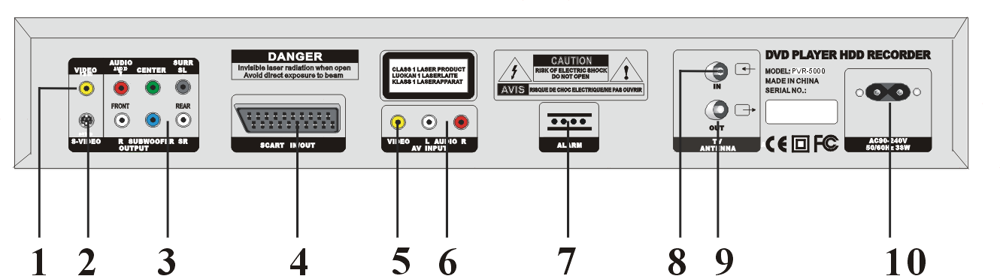 VIDEO
AUDIO
SURR
SL
CENTER
FRONT
REAR
S-VIDEO
R SUBWOOFER SR
OUTPUT
DANGER
Invisible laser radiation when open
Avoid direct exposure to beam
SCART IN/OUT
CLASS 1 LASER PRODUCT
LUOKAN 1 LASERLAITE
KLASS 1 LASERAPPARAT
VIDEO L AUDIO R
AV INPUT
CAUTION
RISK OF ELECTRIC SHOCK
DO NOT OPEN
AVIS RISQUE DE CHOC ELECTRIQUE/NE PAS OUVRIR
ALARM
IN
OUT
TV
ANTENNA
DVD PLAYER HDD RECORDER
MODEL: PVR-5000
MADE IN CHINA
SERIAL NO.:
CE FC
AC90-240V
50/60Hz 38W
1 2 3 4 5 6 7 8 9 10